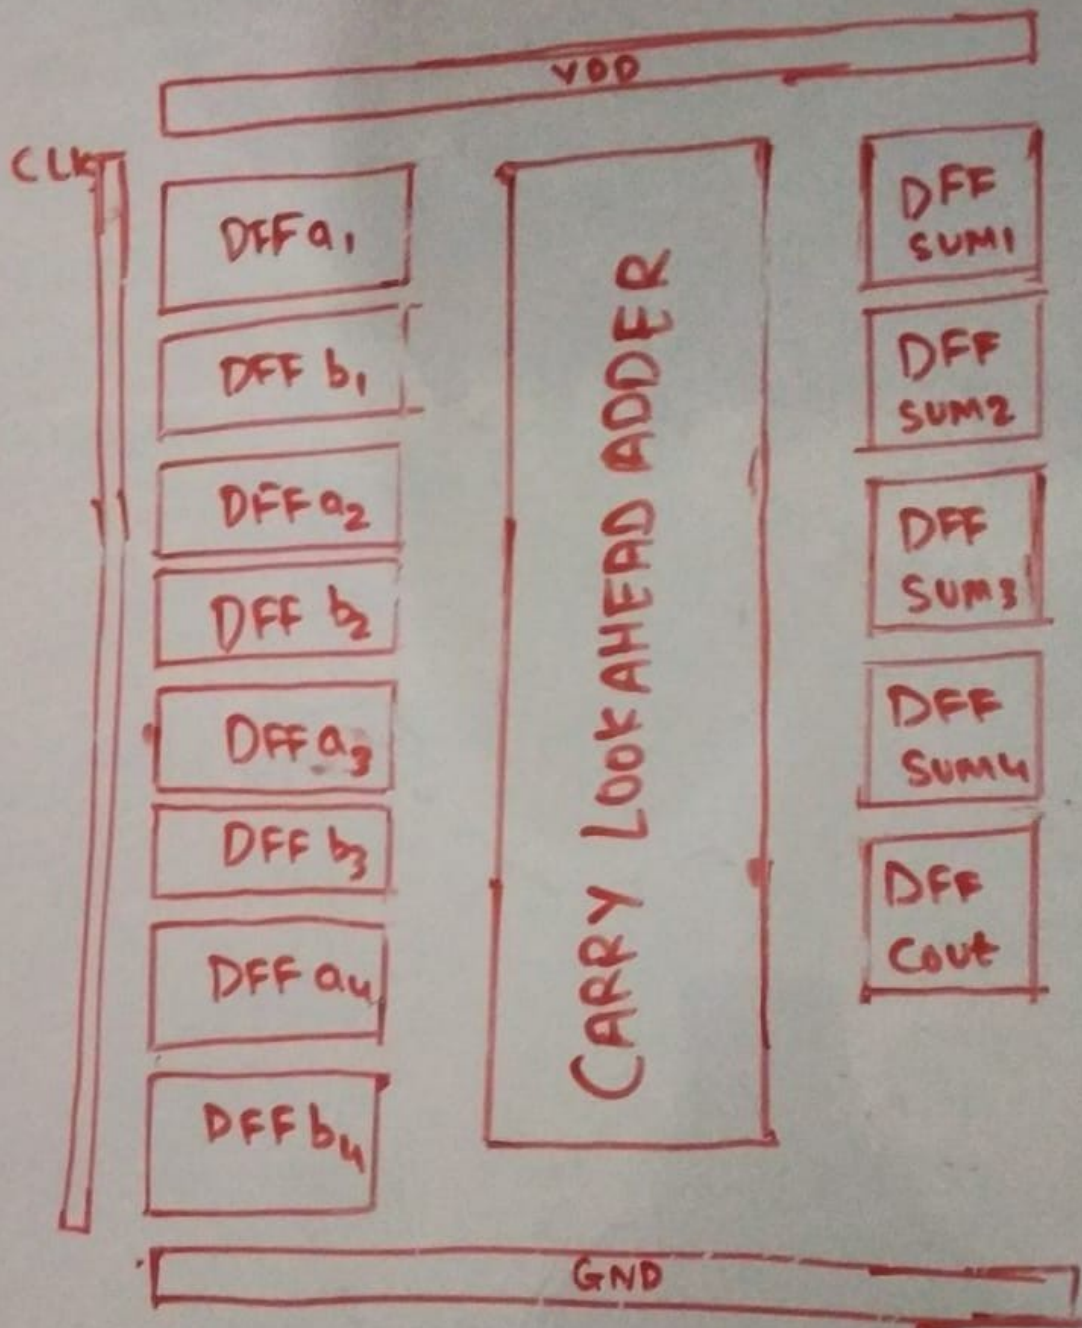 VDD
CLK
DFF a1
DFF b1
DFF a2
DFF b2
DFF a3
DFF b3
DFF a4
DFF b4
CARRY LOOKAHEAD ADDER
DFF
SUM1
DFF
SUM2
DFF
SUM3
DFF
SUM4
DFF
Cout
GND